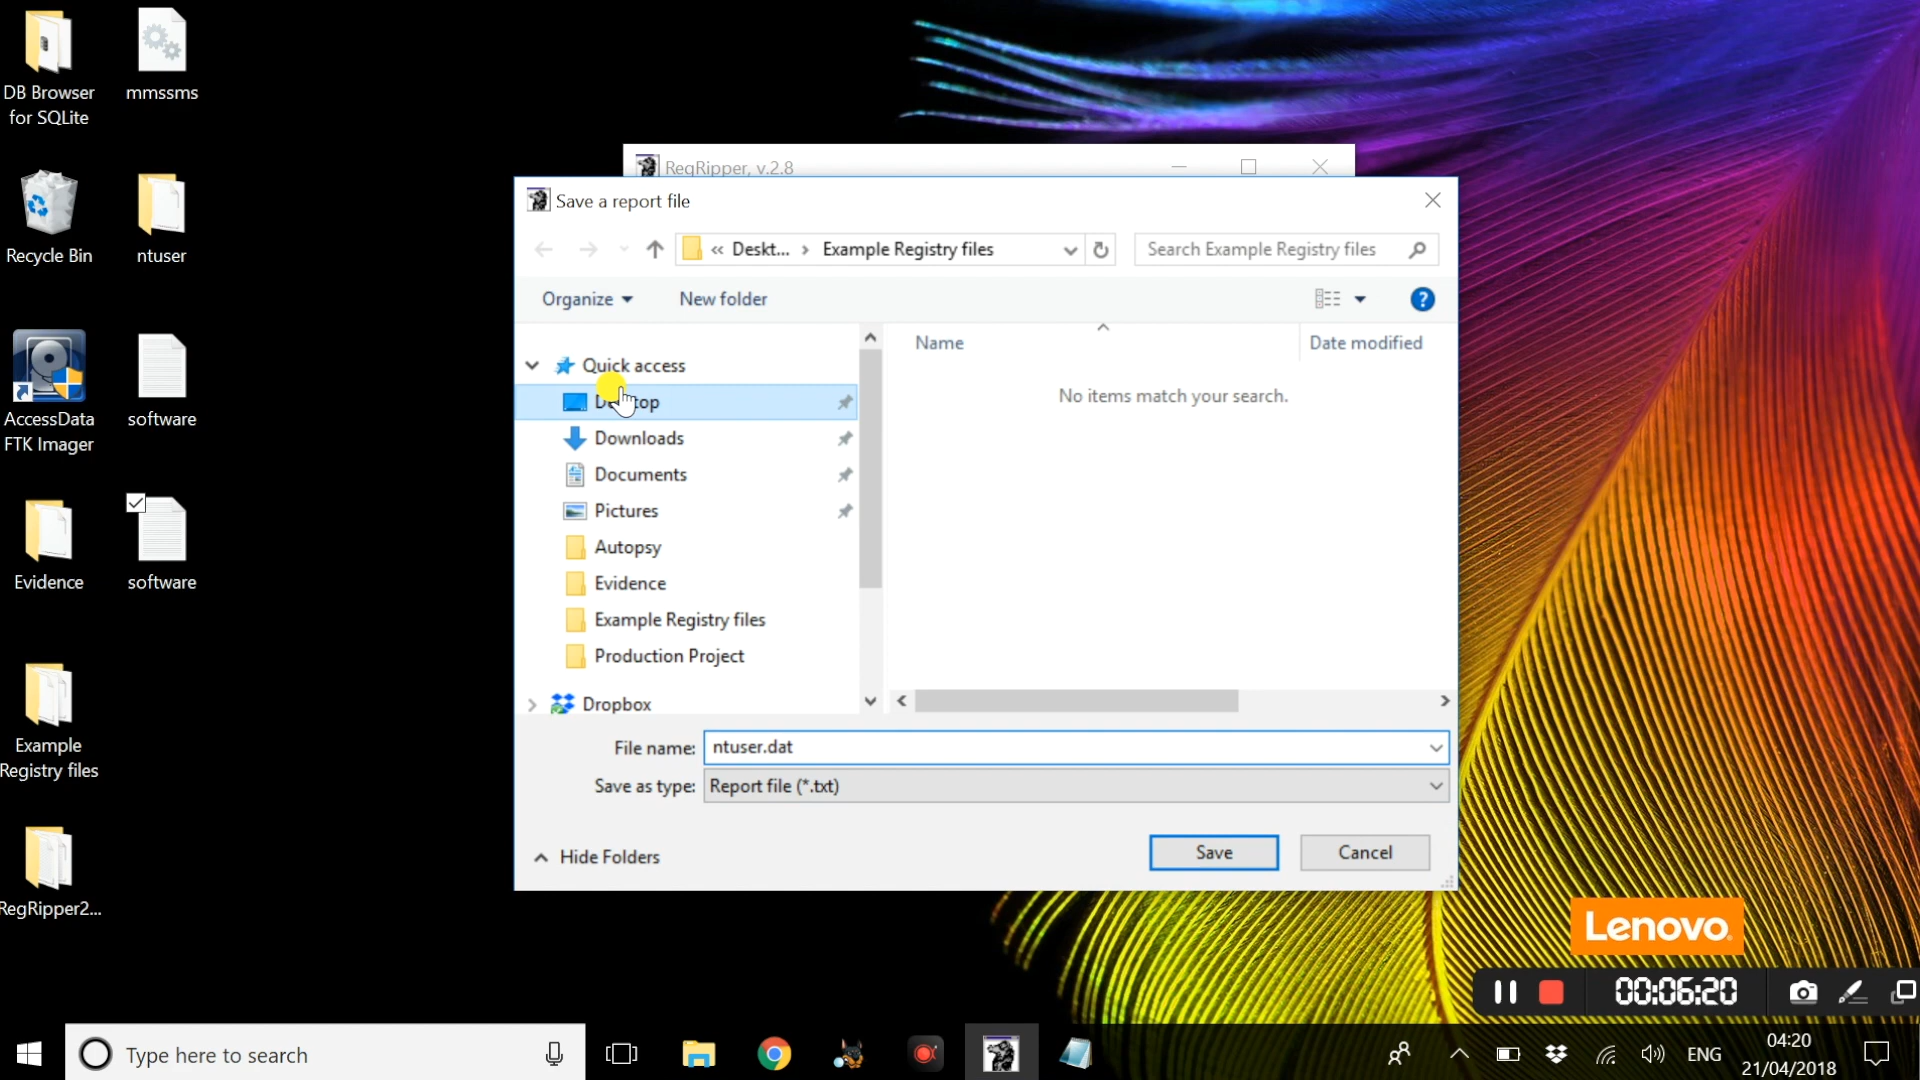 DB Browser
for SQLite
mmssms
Recycle Bin
ntuser
AccessData
FTK Imager
software
Evidence
software
Example
Registry files
RegRipper2...
RegRipper, v.2.8
Save a report file
« Deskt... › Example Registry files
Search Example Registry files
Organize
New folder
Name
Date modified
No items match your search.
Quick access
Desktop
Downloads
Documents
Pictures
Autopsy
Evidence
Example Registry files
Production Project
Dropbox
File name: ntuser.dat
Save as type: Report file (*.txt)
Hide Folders
Save
Cancel
Lenovo
00:06:20
Type here to search
ENG
04:20
21/04/2018